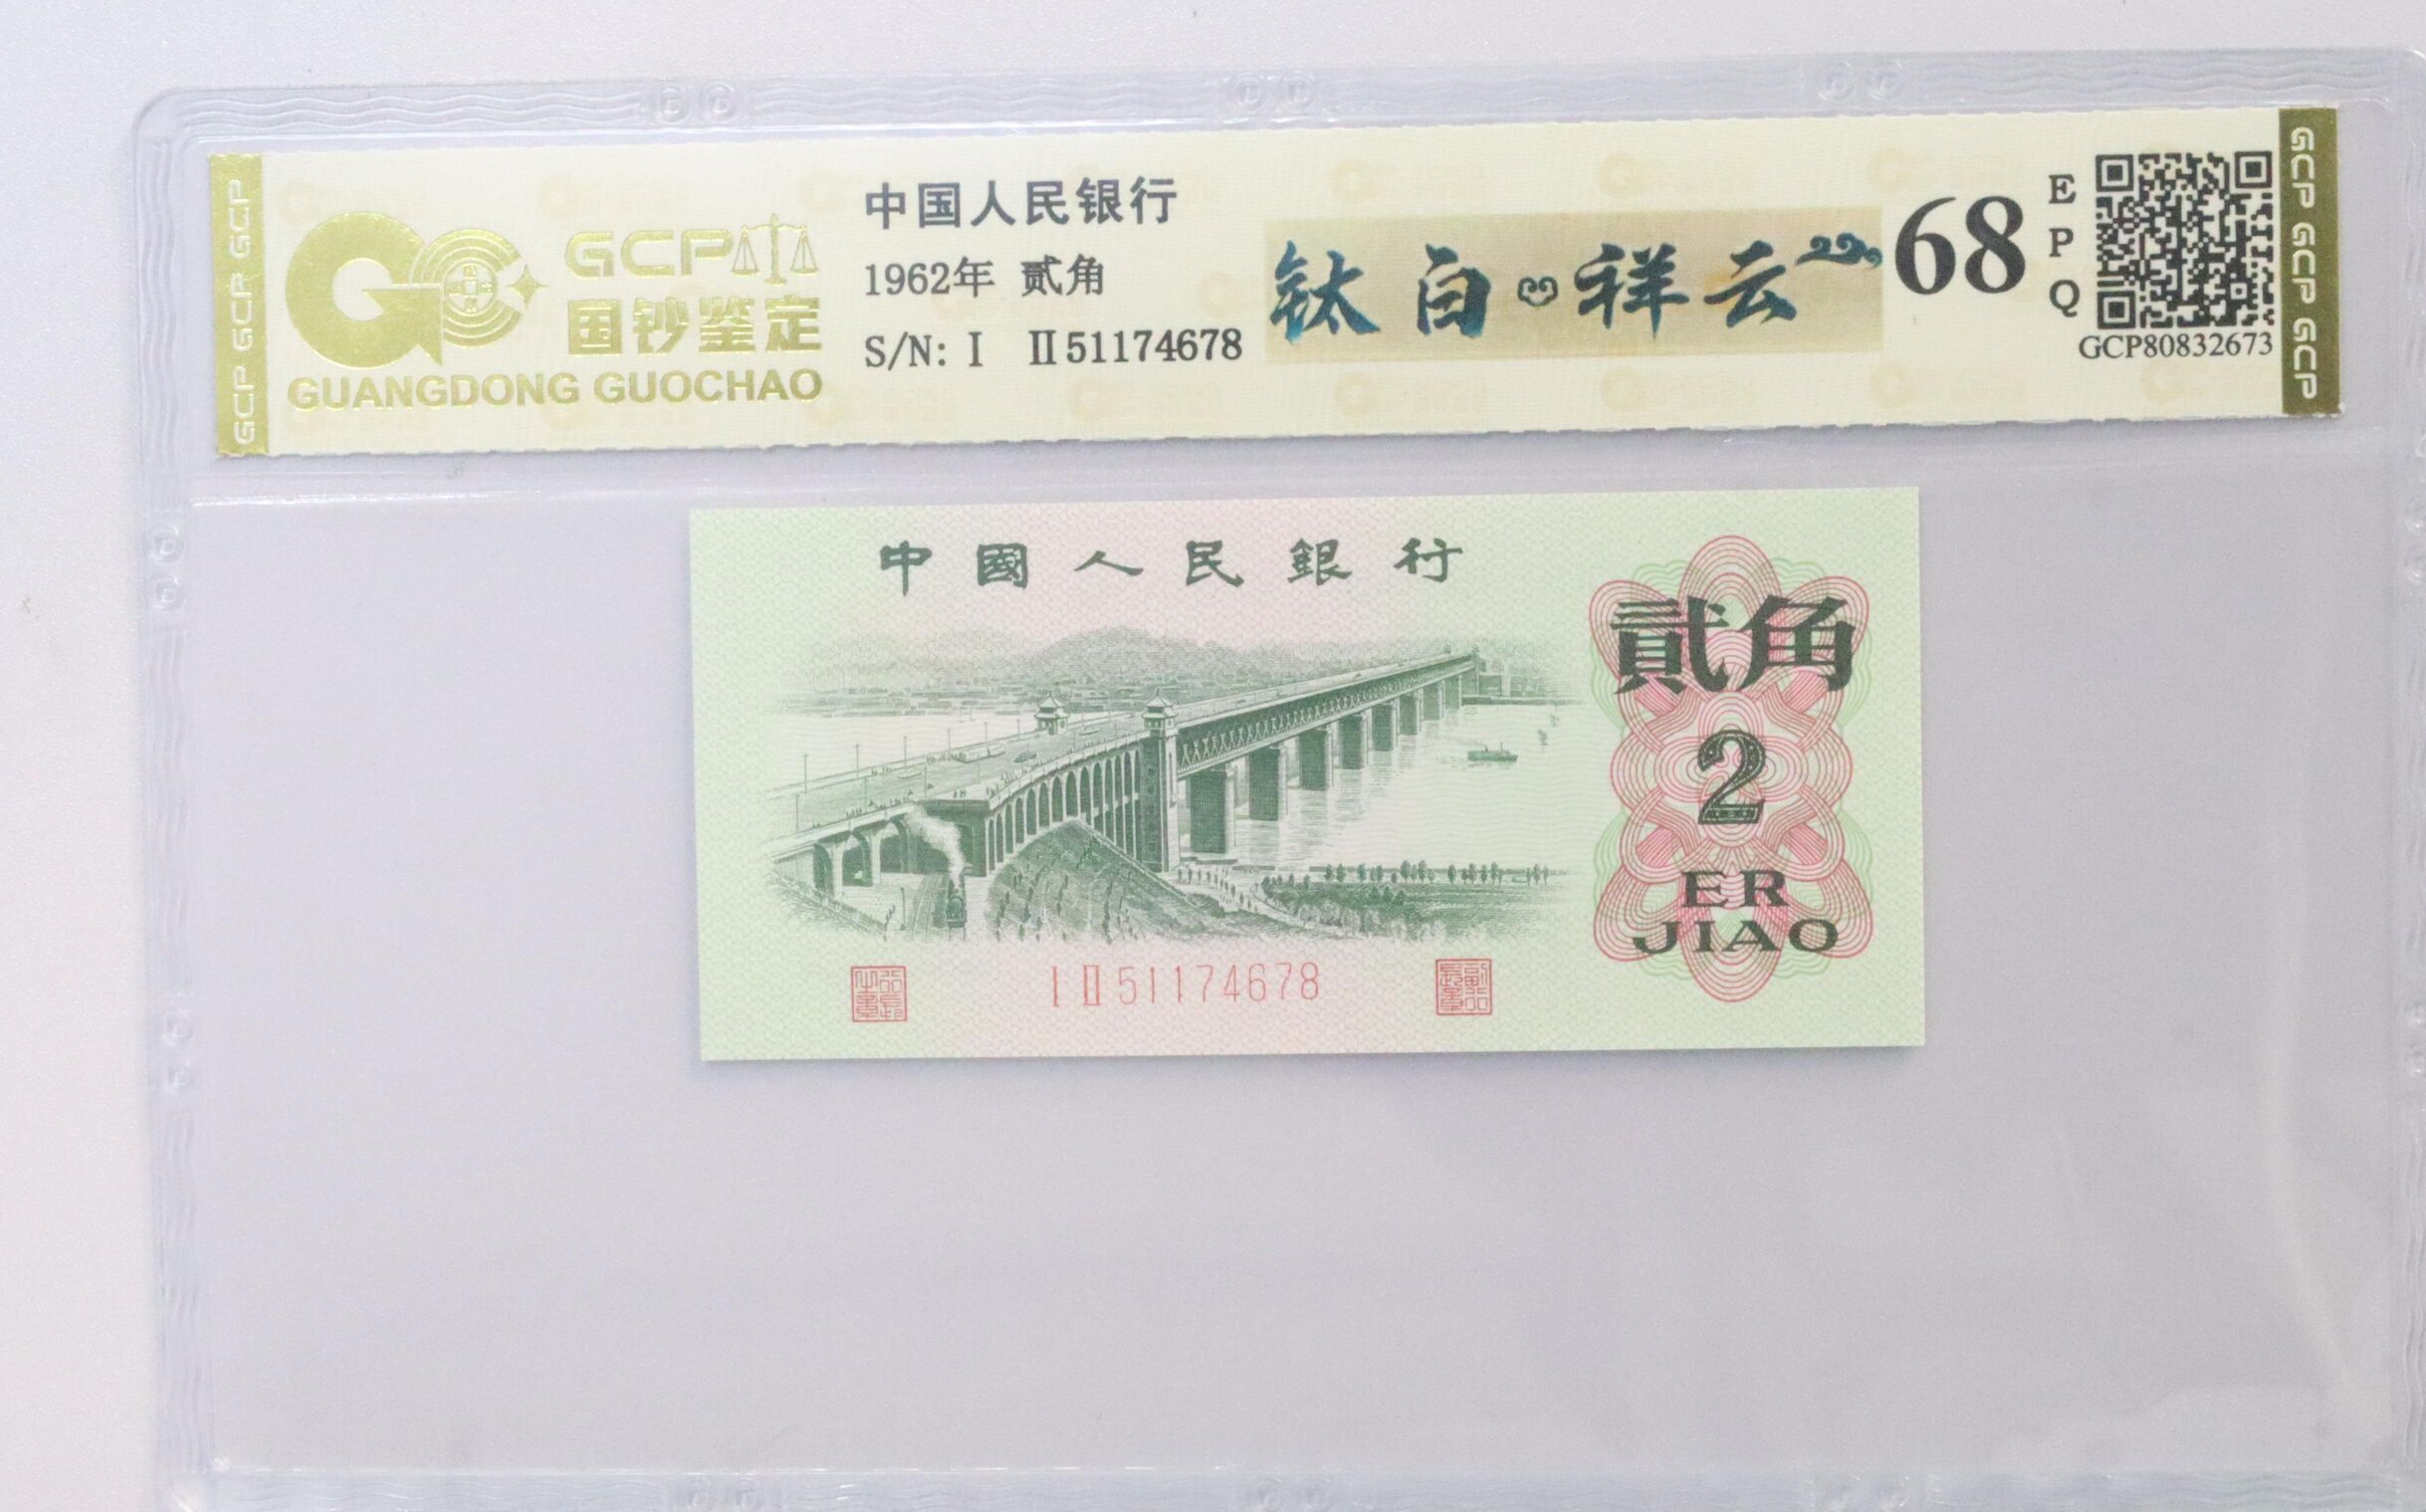 GCP GCP GCP
GCP
国钞鉴定
GUANGDONG GUOCHAO
中国人民银行
1962年 贰角
S/N: I II51174678
钛白祥云
68
EPQ
GCP80832673
GCP GCP GCP
中國人民銀行
貳角
2
ER
JIAO
I II 51174678